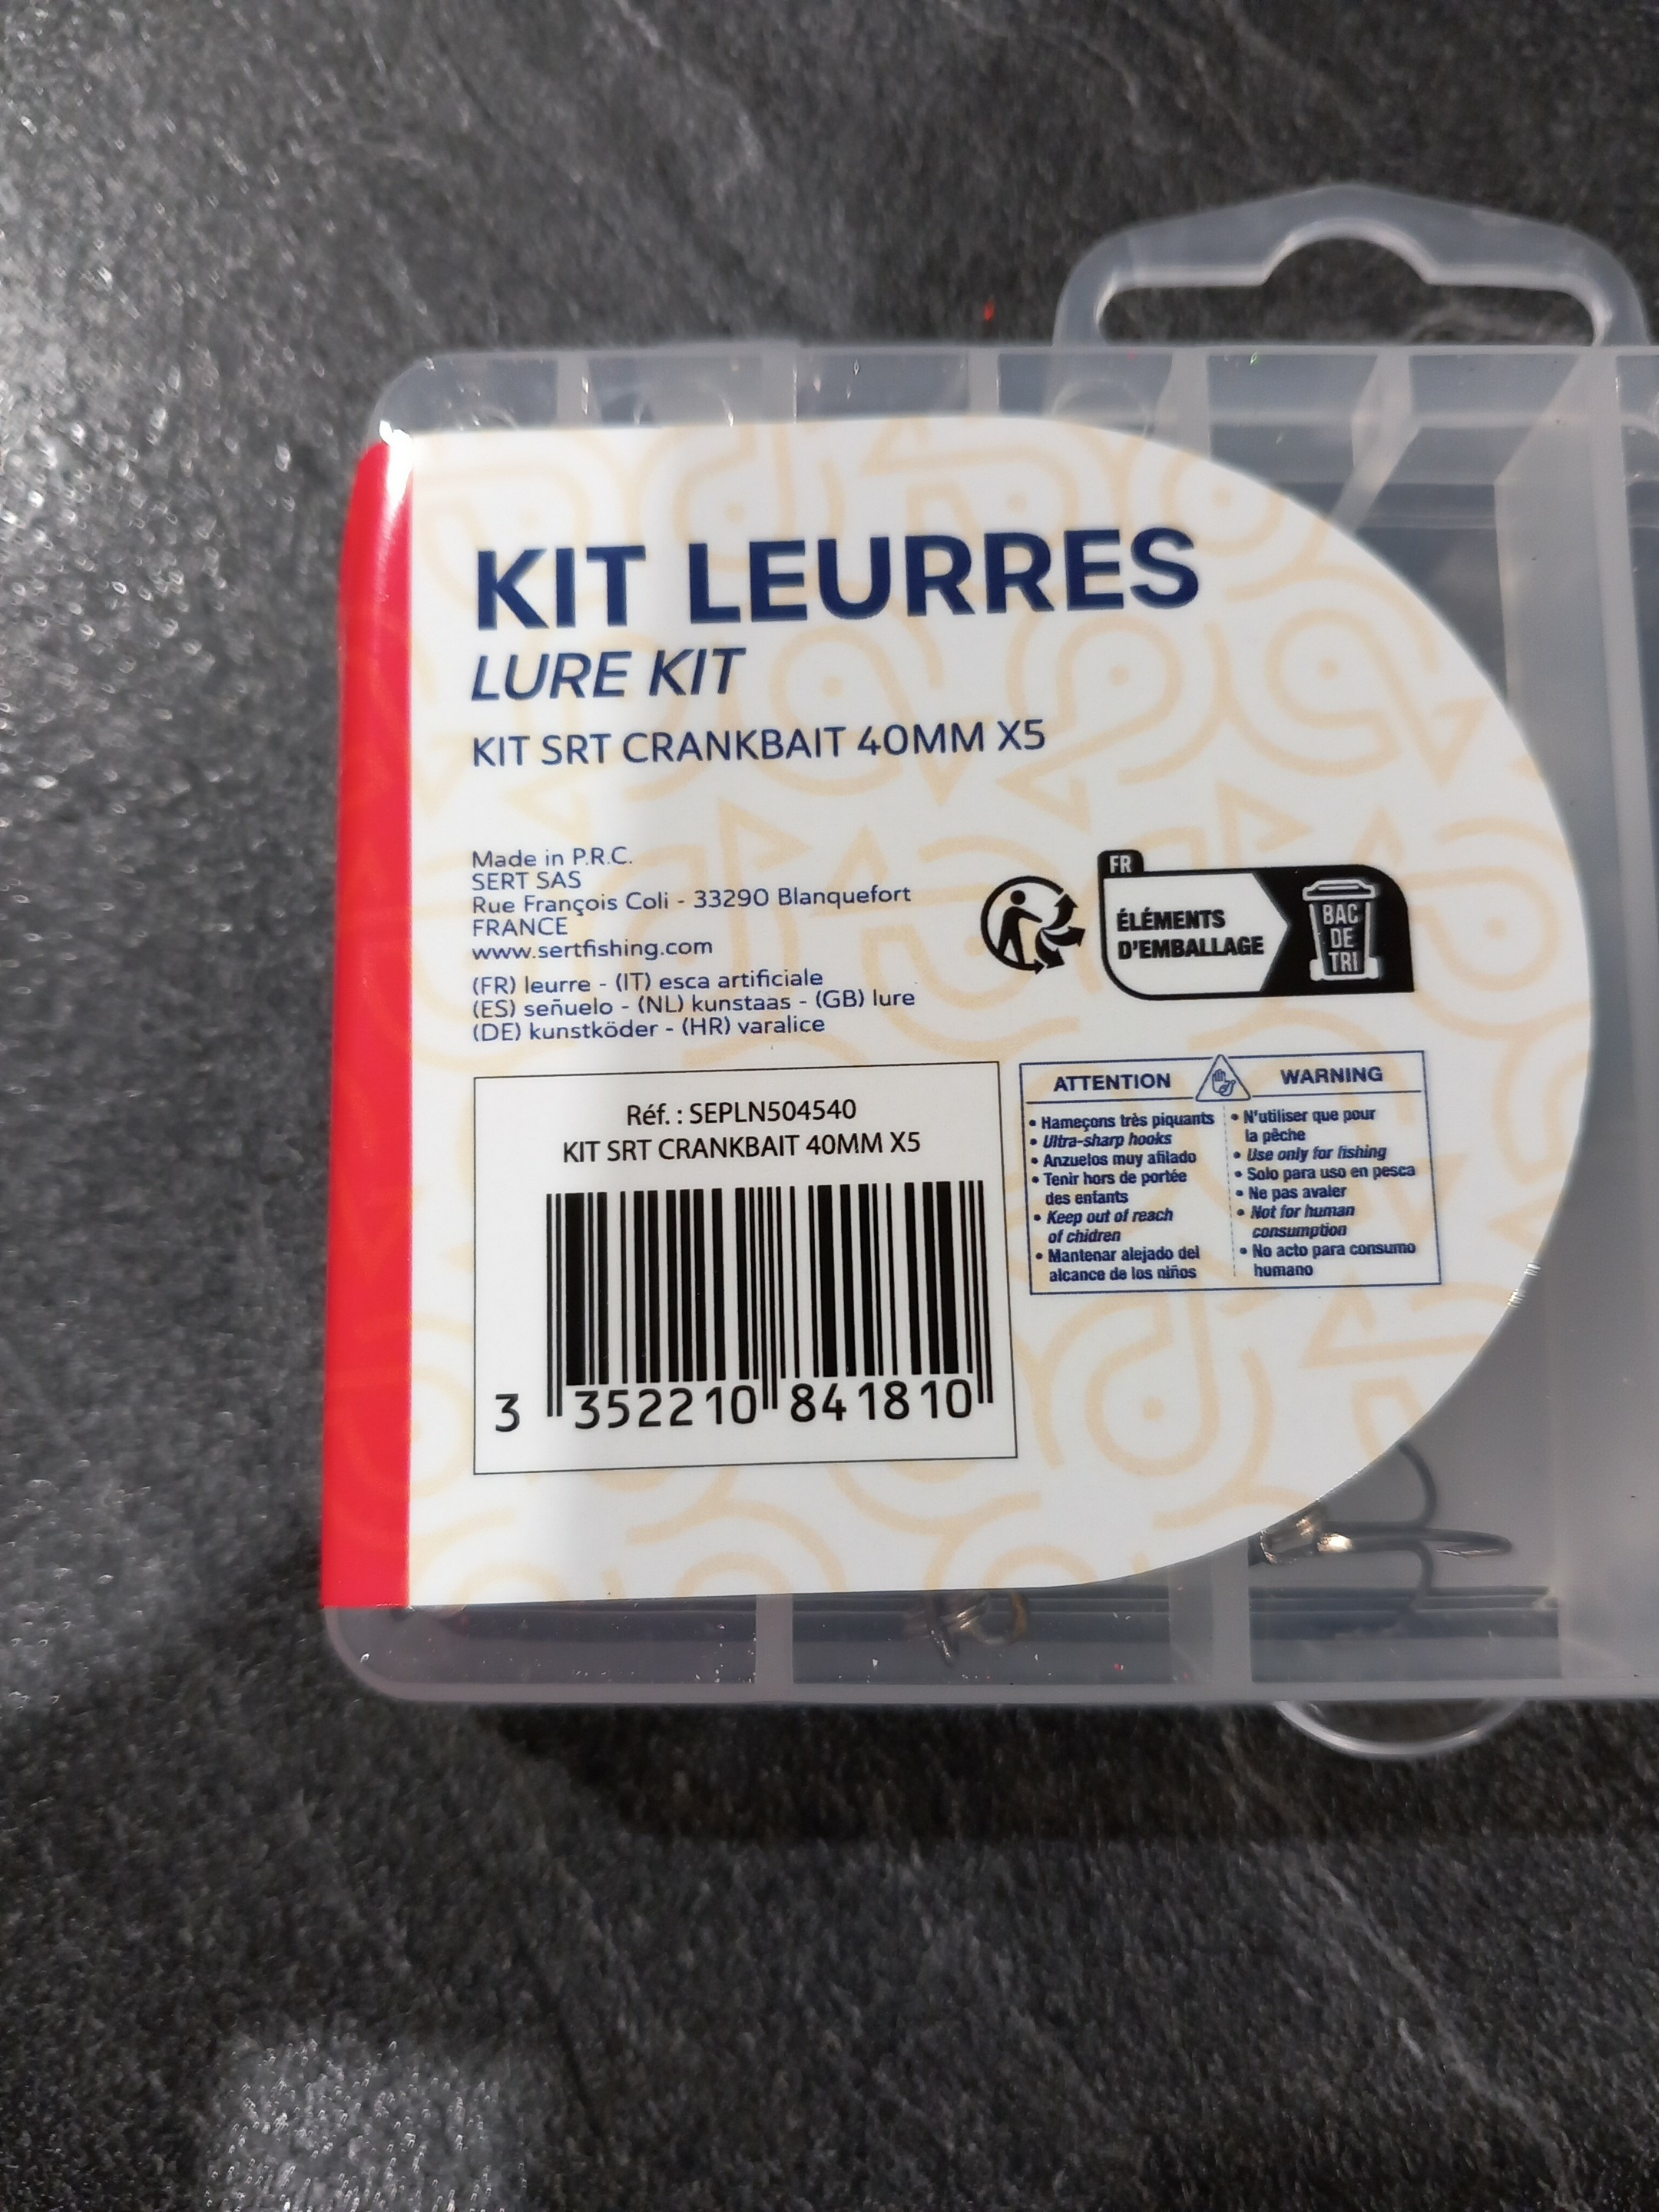 KIT LEURRES
LURE KIT
KIT SRT CRANKBAIT 40MM X5
Made in P.R.C.
SERT SAS
Rue François Coli - 33290 Blanquefort
FRANCE
www.sertfishing.com
(FR) leurre - (IT) esca artificiale
(ES) señuelo - (NL) kunstaas - (GB) lure
(DE) kunstköder - (HR) varalice
FR
ÉLÉMENTS
D'EMBALLAGE
BAC
DE
TRI
Réf. : SEPLN504540
KIT SRT CRANKBAIT 40MM X5
3 352210 841810
ATTENTION
WARNING
• Hameçons très piquants
• Ultra-sharp hooks
• Anzuelos muy afilado
• Tenir hors de portée
des enfants
• Keep out of reach
of chidren
• Mantenar alejado del
alcance de los niños
• N'utiliser que pour
la pêche
• Use only for fishing
• Solo para uso en pesca
• Ne pas avaler
• Not for human
consumption
• No acto para consumo
humano